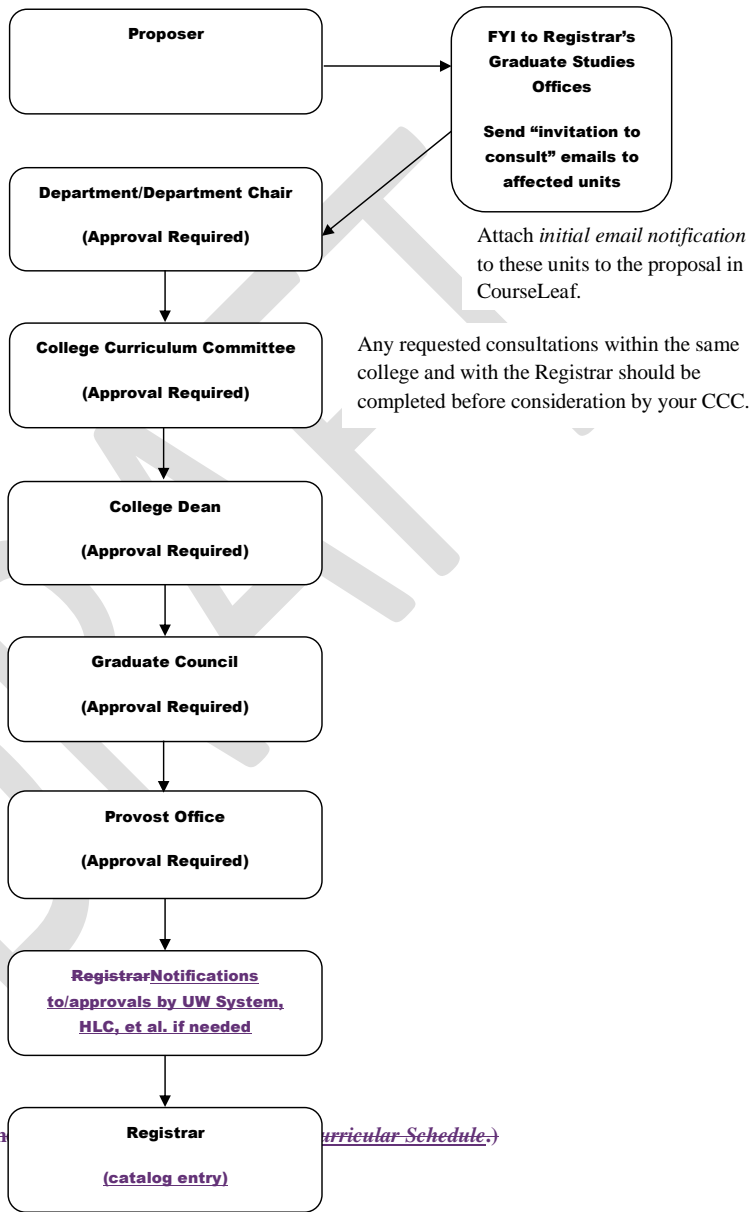 Proposer
FYI to Registrar’s
Graduate Studies
Offices
Send “invitation to
consult” emails to
affected units
Department/Department Chair
(Approval Required)
Attach initial email notification
to these units to the proposal in
CourseLeaf.
College Curriculum Committee
(Approval Required)
Any requested consultations within the same
college and with the Registrar should be
completed before consideration by your CCC.
College Dean
(Approval Required)
Graduate Council
(Approval Required)
Provost Office
(Approval Required)
RegistrarNotifications
to/approvals by UW System,
HLC, et al. if needed
Registrar
Schedule.)
(catalog entry)
DRAFT